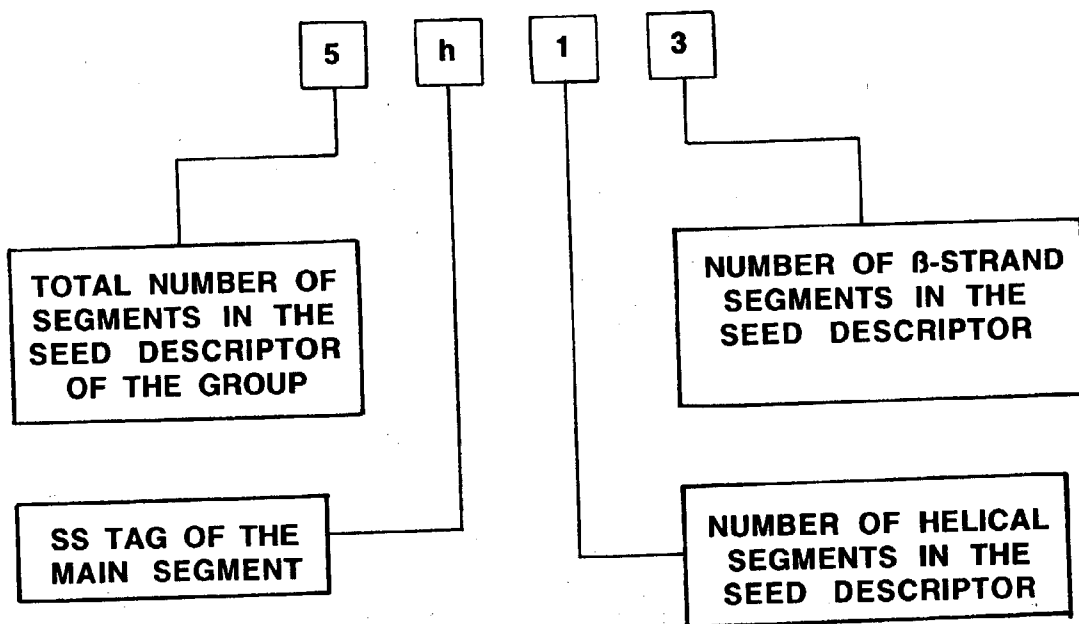 5 h 1 3
TOTAL NUMBER OF
SEGMENTS IN THE
SEED DESCRIPTOR
OF THE GROUP
NUMBER OF ß-STRAND
SEGMENTS IN THE
SEED DESCRIPTOR
SS TAG OF THE
MAIN SEGMENT
NUMBER OF HELICAL
SEGMENTS IN THE
SEED DESCRIPTOR